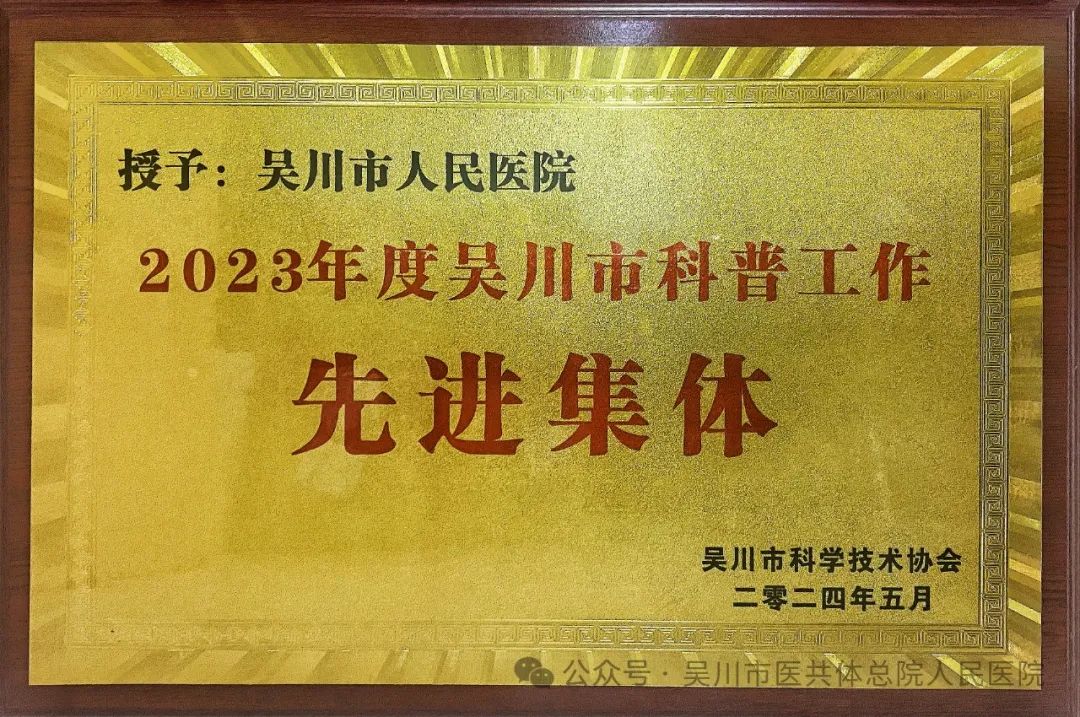 授予：吴川市人民医院
2023年度吴川市科普工作
先进集体
吴川市科学技术协会
二零二四年五月
公众号·吴川市医共体总院人民医院